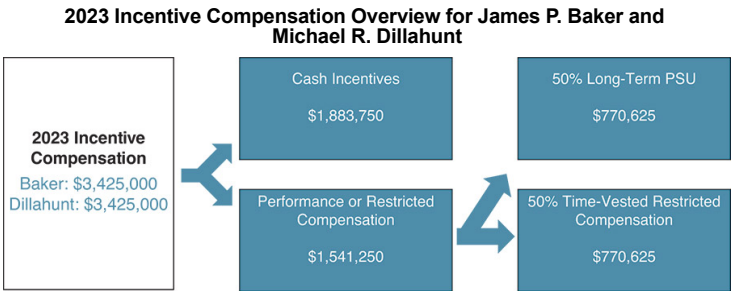 2023 Incentive Compensation Overview for James P. Baker and
Michael R. Dillahunt
2023 Incentive
Compensation
Baker: $3,425,000
Dillahunt: $3,425,000
Cash Incentives
$1,883,750
Performance or Restricted
Compensation
$1,541,250
50% Long-Term PSU
$770,625
50% Time-Vested Restricted
Compensation
$770,625